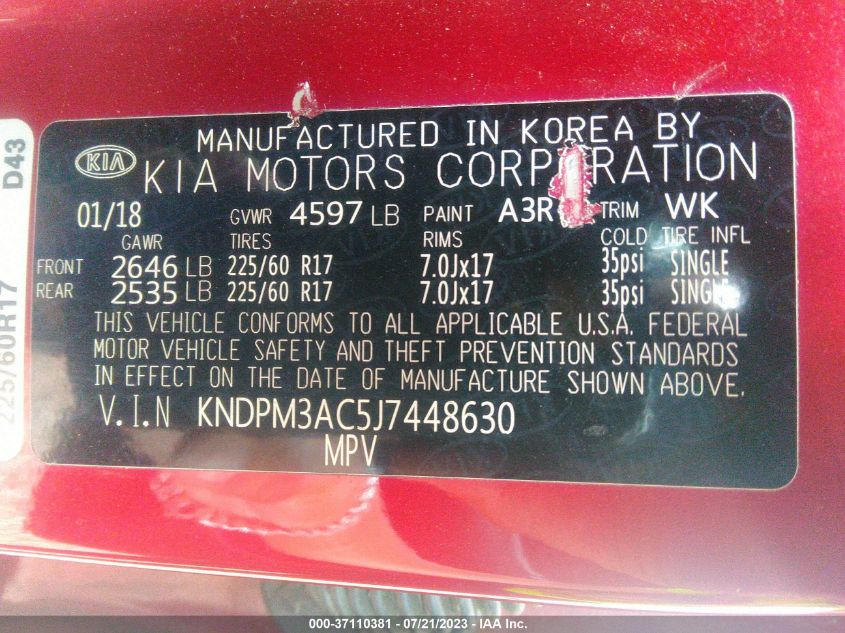 MANUFACTURED IN KOREA BY
KIA KIA MOTORS CORPORATION
01/18 GVWR 4597 LB PAINT A3R TRIM WK
GAWR TIRES RIMS COLD TIRE INFL
FRONT 2646 LB 225/60 R17 7.0Jx17 35psi SINGLE
REAR 2535 LB 225/60 R17 7.0Jx17 35psi SINGLE
THIS VEHICLE CONFORMS TO ALL APPLICABLE U.S.A. FEDERAL
MOTOR VEHICLE SAFETY AND THEFT PREVENTION STANDARDS
IN EFFECT ON THE DATE OF MANUFACTURE SHOWN ABOVE.
V.I.N KNDPM3AC5J7448630
MPV
225/60R17 D43
000-37110381 - 07/21/2023 - IAA Inc.